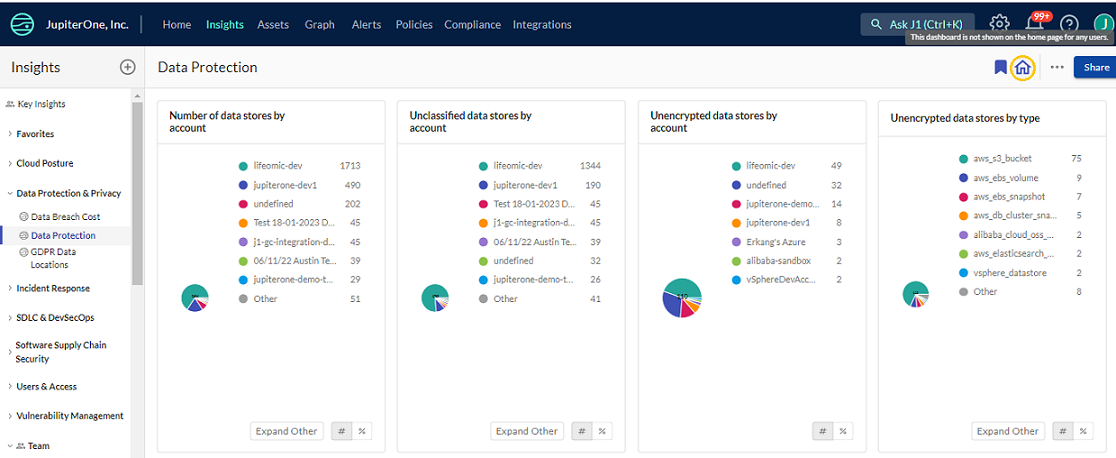 JupiterOne, Inc.
Home Insights Assets Graph Alerts Policies Compliance Integrations
Ask J1 (Ctrl+K)
99+
J
This dashboard is not shown on the home page for any users.
Insights
Data Protection
Share
Key Insights
Favorites
Cloud Posture
Data Protection & Privacy
Data Breach Cost
Data Protection
GDPR Data
Locations
Incident Response
SDLC & DevSecOps
Software Supply Chain
Security
Users & Access
Vulnerability Management
Team
Number of data stores by
account
lifeomic-dev 1713
jupiterone-dev1 490
undefined 202
Test 18-01-2023 D... 45
j1-gc-integration-d... 45
06/11/22 Austin Te... 39
jupiterone-demo-t... 29
Other 51
Expand Other # %
Unclassified data stores by
account
lifeomic-dev 1344
jupiterone-dev1 190
Test 18-01-2023 D... 45
j1-gc-integration-d... 45
06/11/22 Austin Te... 39
undefined 32
jupiterone-demo-t... 26
Other 41
Expand Other # %
Unencrypted data stores by
account
lifeomic-dev 49
undefined 32
jupiterone-demo... 14
jupiterone-dev1 8
Erkang's Azure 3
alibaba-sandbox 2
vSphereDevAcc... 2
# %
Unencrypted data stores by type
aws_s3_bucket 75
aws_ebs_volume 9
aws_ebs_snapshot 7
aws_db_cluster_sna... 5
alibaba_cloud_oss_... 2
aws_elasticsearch_... 2
vsphere_datastore 2
Other 8
Expand Other # %